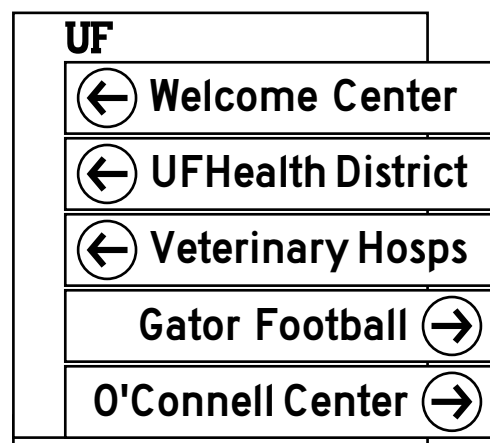 UF
Welcome Center
UFHealth District
Veterinary Hosps
Gator Football
O'Connell Center